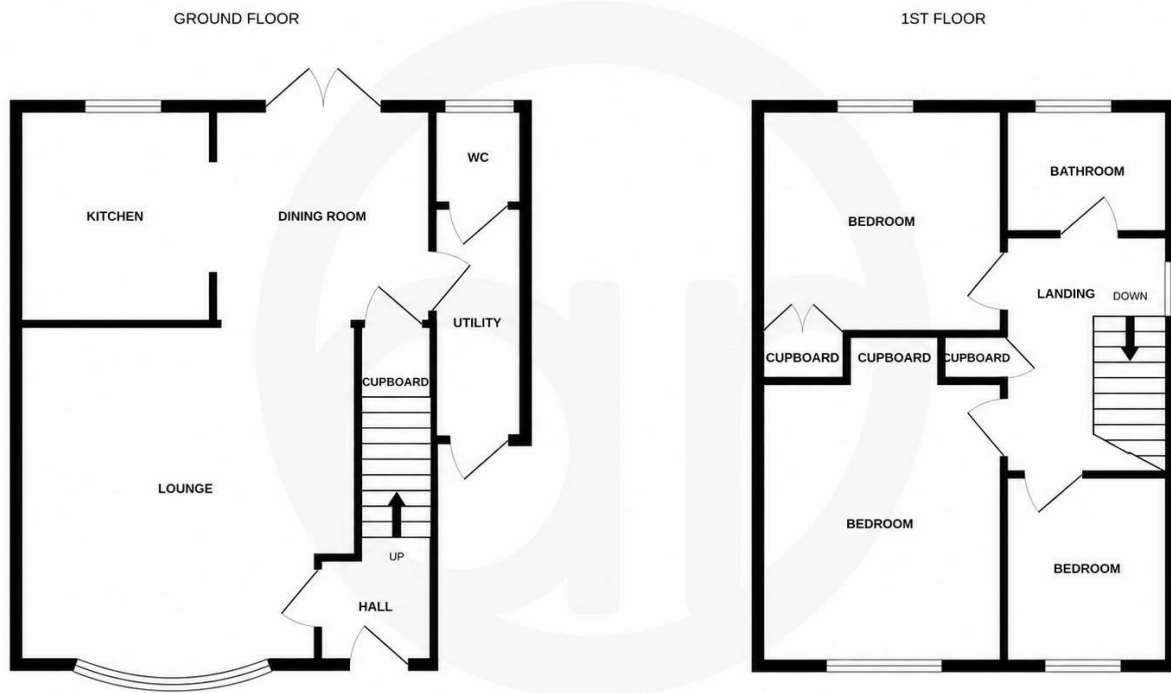 GROUND FLOOR
1ST FLOOR
WC
KITCHEN
DINING ROOM
UTILITY
CUPBOARD
LOUNGE
UP
HALL
BATHROOM
BEDROOM
LANDING
DOWN
CUPBOARD
CUPBOARD
CUPBOARD
BEDROOM
BEDROOM
ar